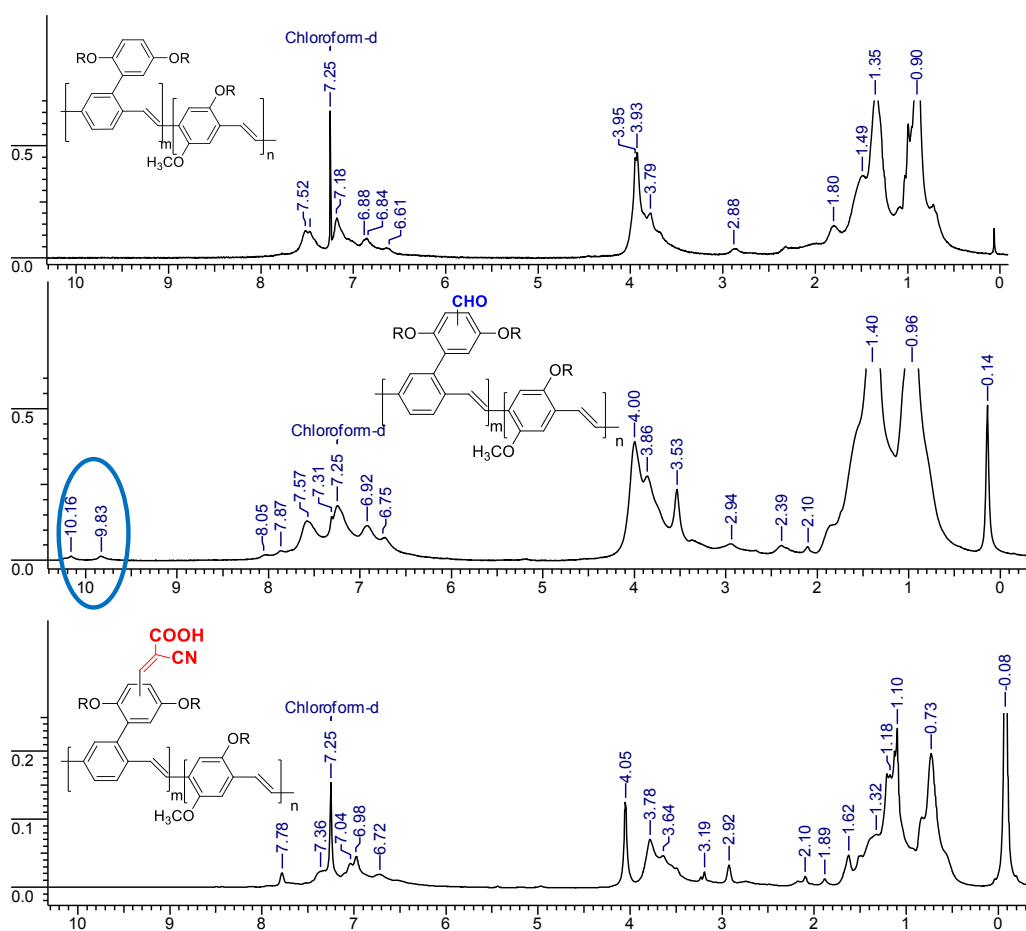 Chloroform-d
7.52
7.25
7.18
6.88
6.84
6.61
3.95
3.93
3.79
2.88
1.80
1.49
1.35
0.90
RO
OR
OR
m
H3CO
n
0.5
0.0
10 9 8 7 6 5 4 3 2 1 0
CHO
RO
OR
OR
m
H3CO
n
Chloroform-d
10.16
9.83
8.05
7.87
7.57
7.31
7.25
6.92
6.75
4.00
3.86
3.53
2.94
2.39
2.10
1.40
0.96
0.14
0.5
0.0
10 9 8 7 6 5 4 3 2 1 0
COOH
CN
RO
OR
OR
m
H3CO
n
Chloroform-d
7.78
7.36
7.25
7.04
6.98
6.72
4.05
3.78
3.64
3.19
2.92
2.10
1.89
1.62
1.32
1.18
1.10
0.73
-0.08
0.2
0.1
0.0
10 9 8 7 6 5 4 3 2 1 0